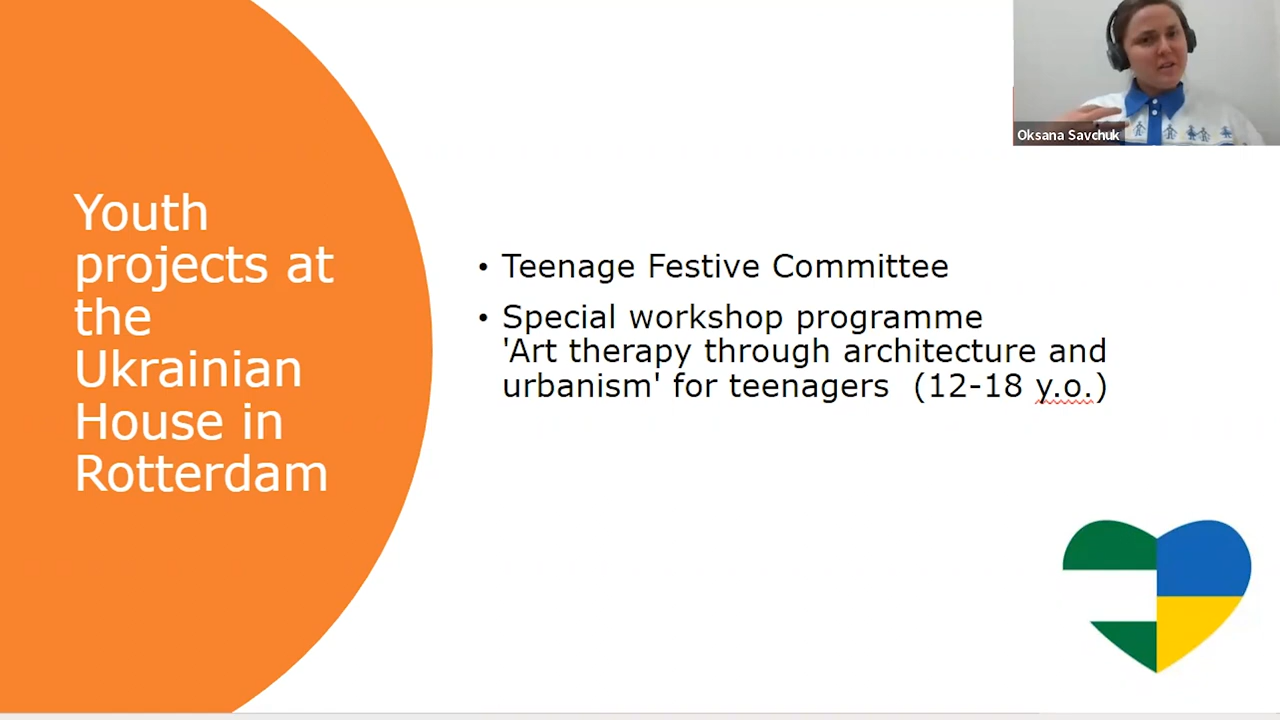 Oksana Savchuk
Youth
projects at
the
Ukrainian
House in
Rotterdam
• Teenage Festive Committee
• Special workshop programme
'Art therapy through architecture and
urbanism' for teenagers  (12-18 y.o.)